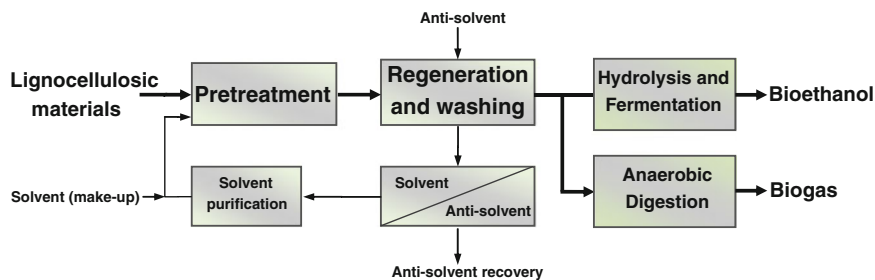 Anti-solvent
Lignocellulosic
materials
Pretreatment
Regeneration
and washing
Hydrolysis and
Fermentation
Bioethanol
Solvent (make-up)
Solvent
purification
Solvent
Anti-solvent
Anaerobic
Digestion
Biogas
Anti-solvent recovery